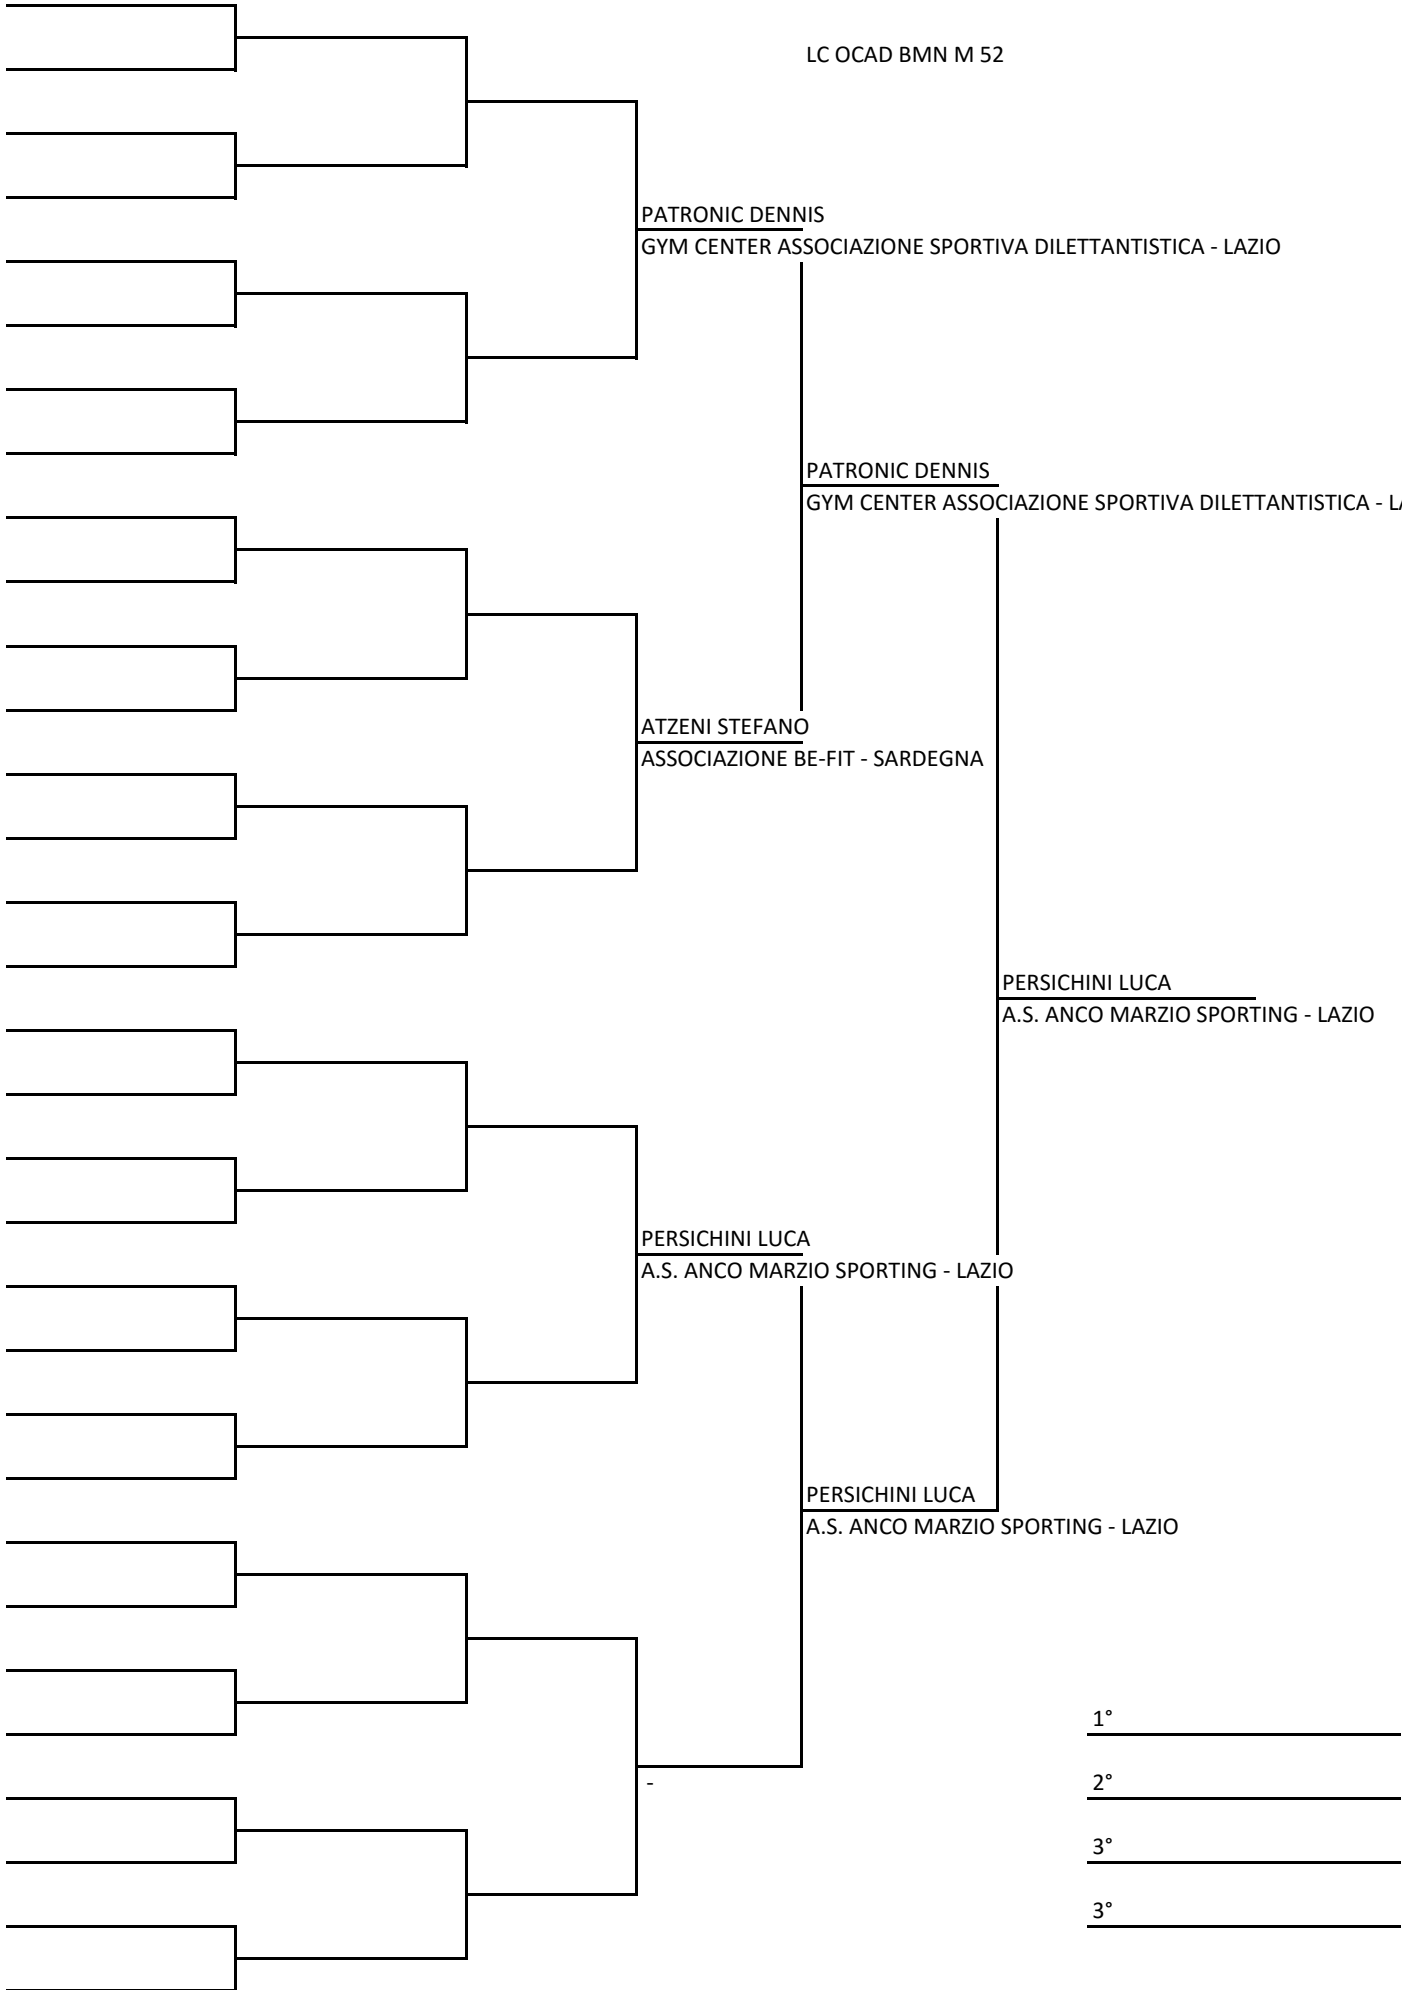 LC OCAD BMN M 52
PATRONIC DENNIS
GYM CENTER ASSOCIAZIONE SPORTIVA DILETTANTISTICA - LAZIO
PATRONIC DENNIS
GYM CENTER ASSOCIAZIONE SPORTIVA DILETTANTISTICA - LA
ATZENI STEFANO
ASSOCIAZIONE BE-FIT - SARDEGNA
PERSICHINI LUCA
A.S. ANCO MARZIO SPORTING - LAZIO
PERSICHINI LUCA
A.S. ANCO MARZIO SPORTING - LAZIO
PERSICHINI LUCA
A.S. ANCO MARZIO SPORTING - LAZIO
1°
-
2°
3°
3°